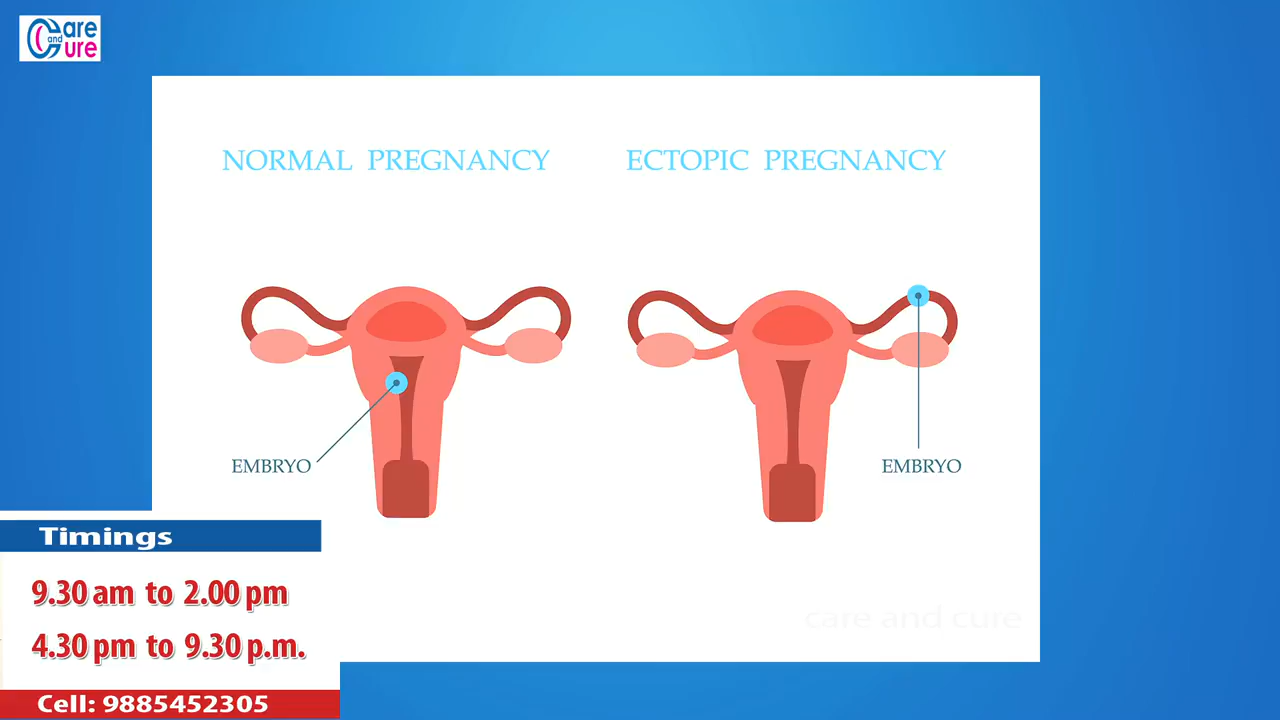 Care
and
Cure
NORMAL PREGNANCY
ECTOPIC PREGNANCY
EMBRYO
EMBRYO
Timings
9.30 am to 2.00 pm
4.30 pm to 9.30 p.m.
care and cure
Cell: 9885452305